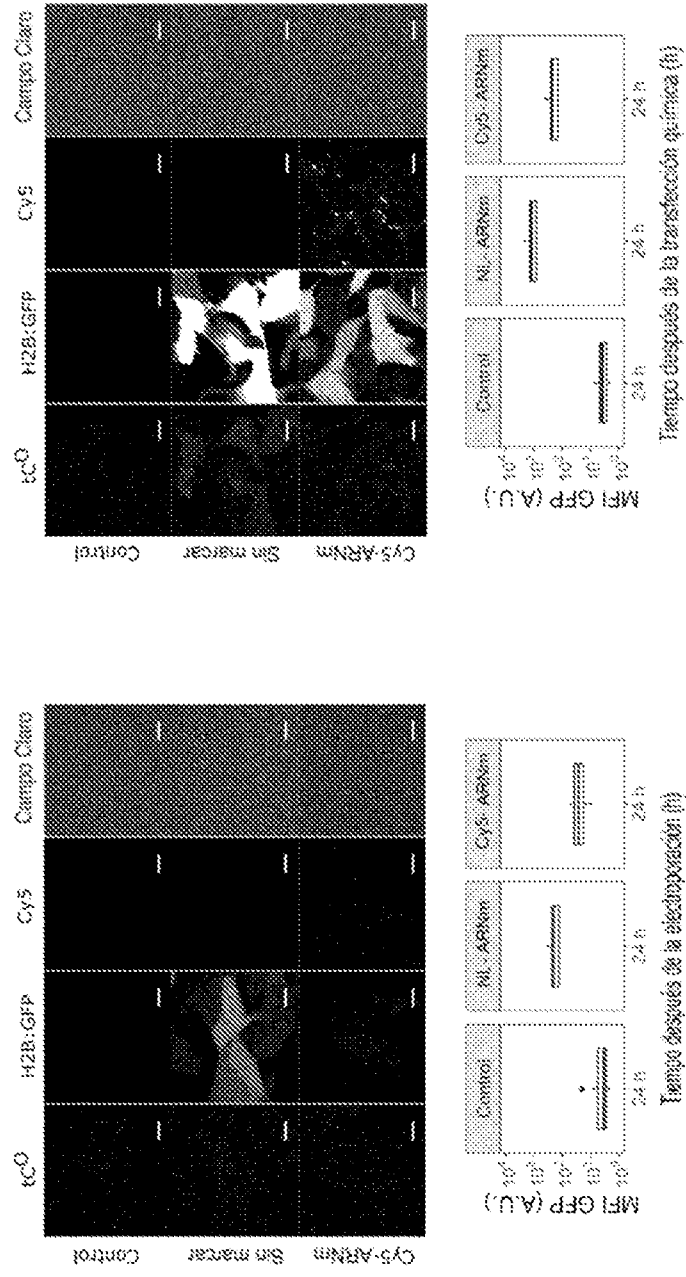 tCᴼ H2B::GFP Cy5 Campo Claro
Control
Sin marcar
Cy5-ARNm
MFI GFP (A.U.)
Control NL-ARNm Cy5-ARNm
24 h 24 h 24 h
Tiempo después de la electroporación (h)
tCᴼ H2B::GFP Cy5 Campo Claro
Control
Sin marcar
Cy5-ARNm
MFI GFP (A.U.)
Control NL-ARNm Cy5-ARNm
24 h 24 h 24 h
Tiempo después de la transfección química (h)